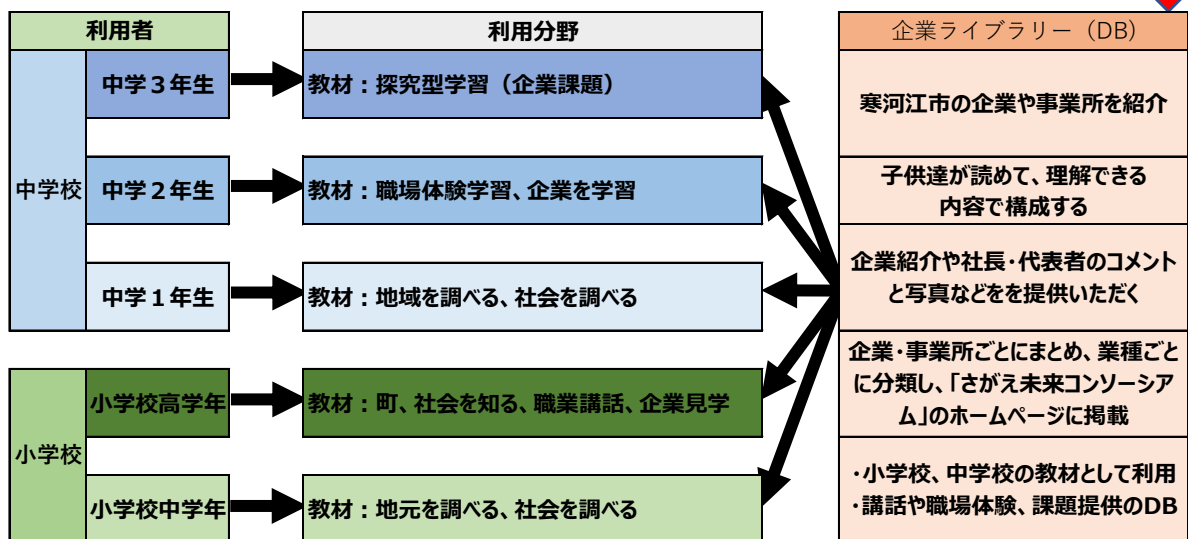 利用者
利用分野
企業ライブラリー（DB）
中学校
中学３年生
教材：探究型学習（企業課題）
寒河江市の企業や事業所を紹介
中学２年生
教材：職場体験学習、企業を学習
子供達が読めて、理解できる
内容で構成する
中学１年生
教材：地域を調べる、社会を調べる
企業紹介や社長・代表者のコメント
と写真などをを提供いただく
小学校
小学校高学年
教材：町、社会を知る、職業講話、企業見学
企業・事業所ごとにまとめ、業種ごと
に分類し、「さがえ未来コンソーシア
ム」のホームページに掲載
小学校中学年
教材：地元を調べる、社会を調べる
・小学校、中学校の教材として利用
・講話や職場体験、課題提供のDB